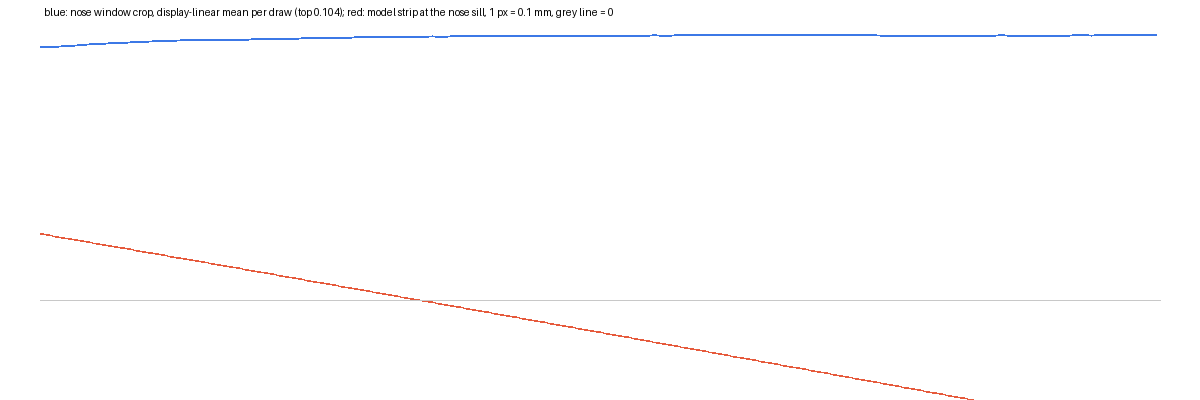 blue: nose window crop, display-linear mean per draw (top 0.104); red: model strip at the nose sill, 1 px = 0.1 mm, grey line = 0